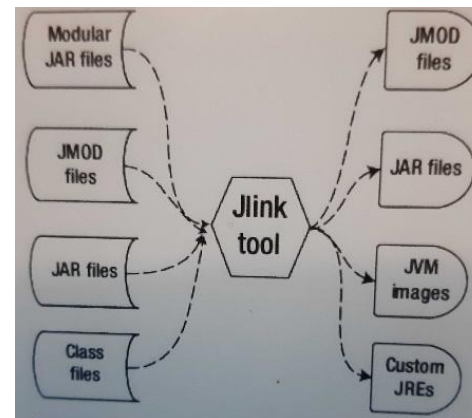 Modular
JAR files
JMOD
files
JAR files
Class
files
Jlink
tool
JMOD
files
JAR files
JVM
images
Custom
JREs